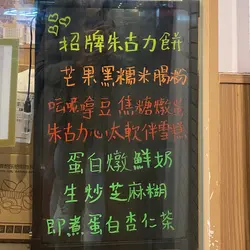 招牌朱古力餅
芒果黑糯米腸粉
焦糖燉蛋
朱古力心太軟伴雪糕
蛋白燉鮮奶
生炒芝麻糊
即煮蛋白杏仁茶